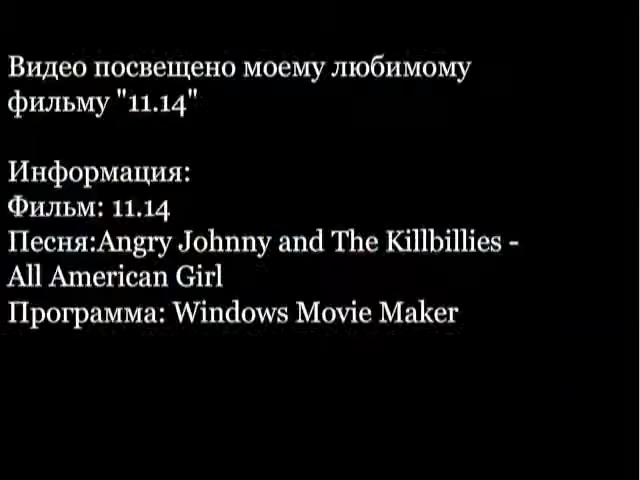 Видео посвещено моему любимому
фильму "11.14"
Информация:
Фильм: 11.14
Песня:Angry Johnny and The Killbillies -
All American Girl
Программа: Windows Movie Maker